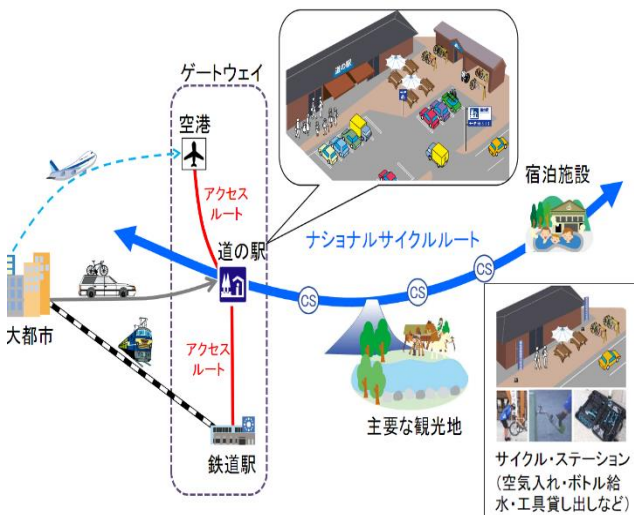 ゲートウェイ
空港
アクセス
ルート
道の駅
道の駅
宿泊施設
ナショナルサイクルルート
大都市
CS
CS
CS
アクセス
ルート
主要な観光地
鉄道駅
サイクル・ステーション
(空気入れ・ボトル給
水・工具貸し出しなど)